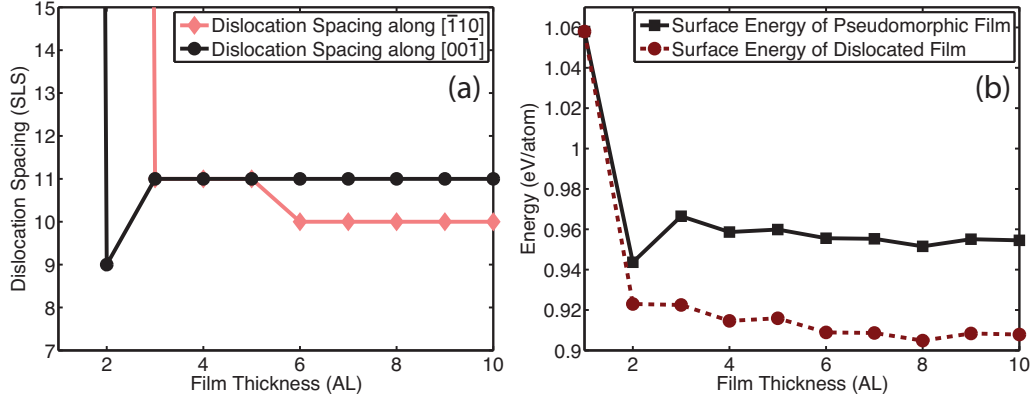 Dislocation Spacing along [1̅10]
Dislocation Spacing along [001̅]
(a)
Dislocation Spacing (SLS)
15
14
13
12
11
10
9
8
7
2
4
6
8
10
Film Thickness (AL)
Surface Energy of Pseudomorphic Film
Surface Energy of Dislocated Film
(b)
Energy (eV/atom)
1.06
1.04
1.02
1
0.98
0.96
0.94
0.92
0.9
2
4
6
8
10
Film Thickness (AL)